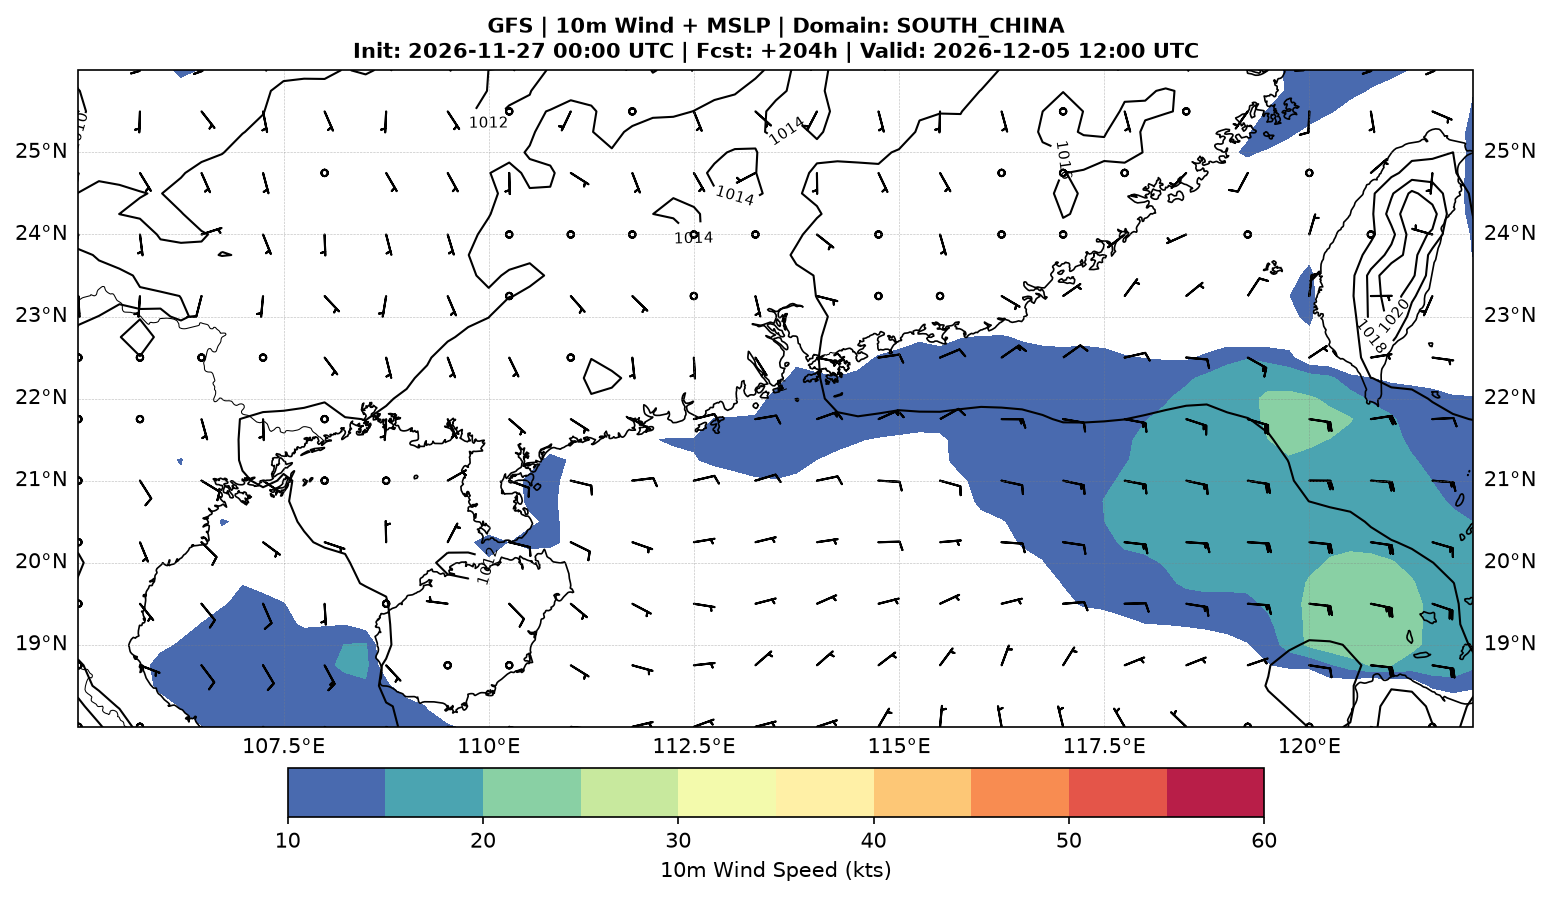 GFS | 10m Wind + MSLP | Domain: SOUTH_CHINA
Init: 2026-11-27 00:00 UTC | Fcst: +204h | Valid: 2026-12-05 12:00 UTC
1012
1014
1014
1014
1020
1018
25°N
24°N
23°N
22°N
21°N
20°N
19°N
25°N
24°N
23°N
22°N
21°N
20°N
19°N
107.5°E 110°E 112.5°E 115°E 117.5°E 120°E
10 20 30 40 50 60
10m Wind Speed (kts)